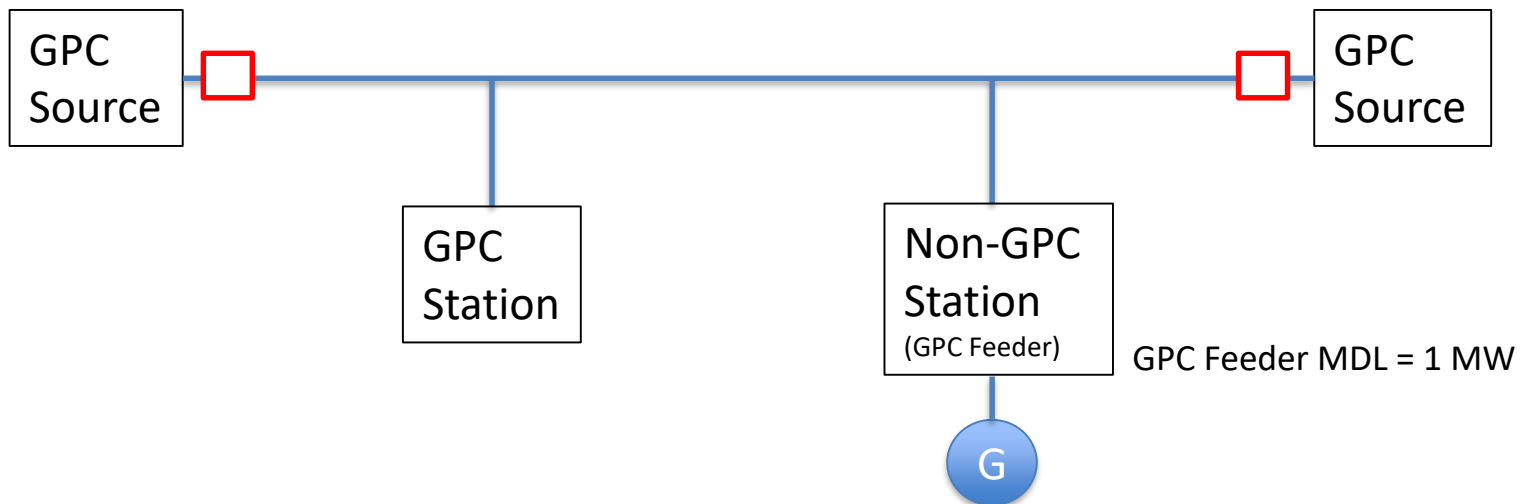 GPC
Source
GPC
Source
GPC
Station
Non-GPC
Station
(GPC Feeder)
GPC Feeder MDL = 1 MW
G